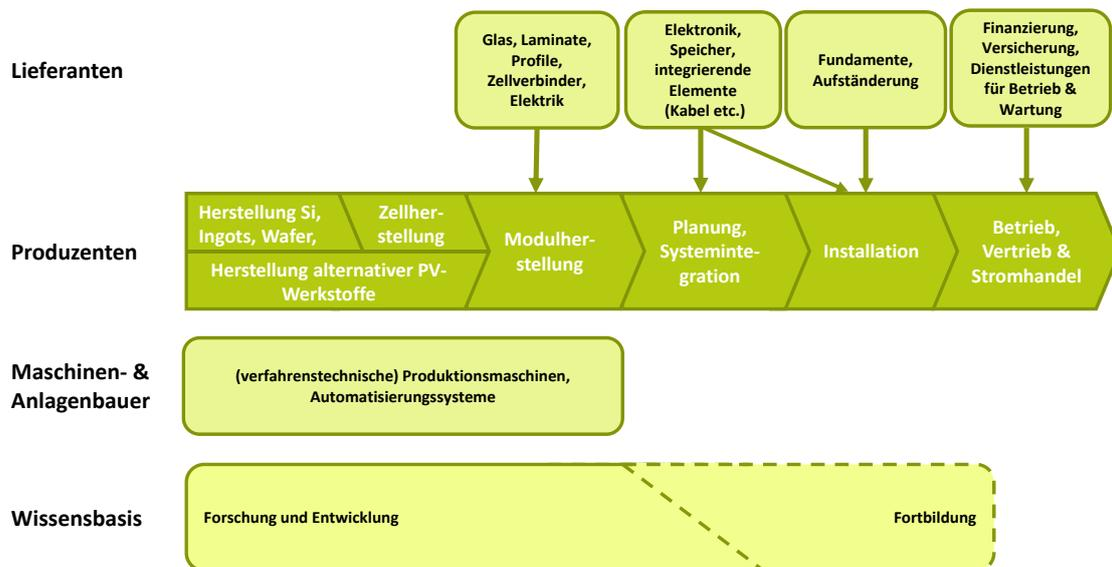 Lieferanten
Glas, Laminate,
Profile,
Zellverbinder,
Elektrik
Elektronik,
Speicher,
integrierende
Elemente
(Kabel etc.)
Fundamente,
Aufständerung
Finanzierung,
Versicherung,
Dienstleistungen
für Betrieb &
Wartung
Produzenten
Herstellung Si,
Ingots, Wafer,
Zellher-
stellung
Herstellung alternativer PV-
Werkstoffe
Modulher-
stellung
Planung,
Systeminte-
gration
Installation
Betrieb,
Vertrieb &
Stromhandel
Maschinen- &
Anlagenbauer
(verfahrenstechnische) Produktionsmaschinen,
Automatisierungssysteme
Wissensbasis
Forschung und Entwicklung
Fortbildung